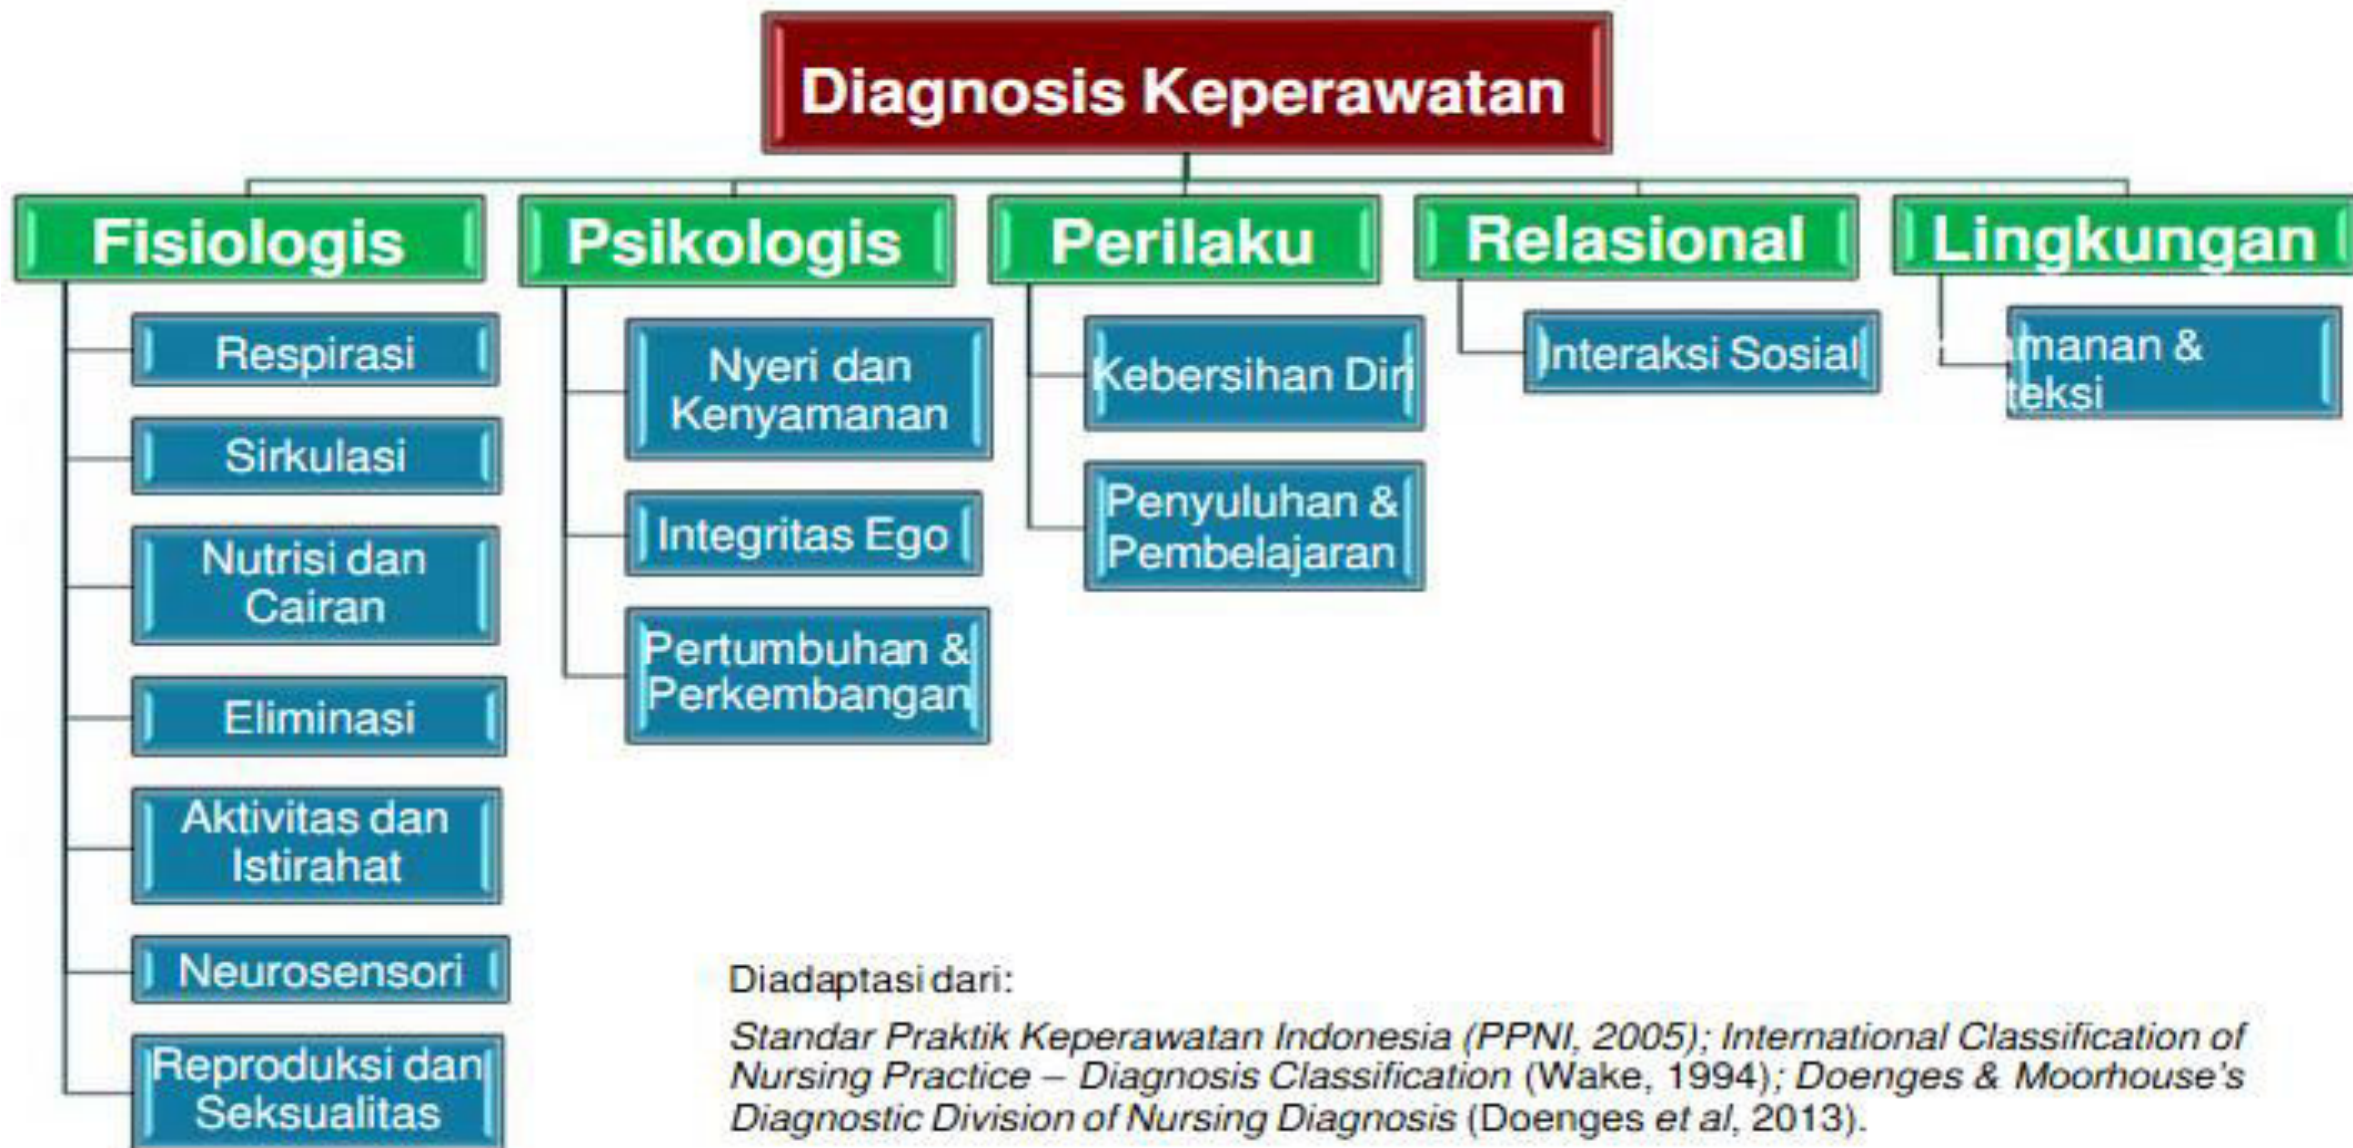 Diagnosis Keperawatan
Fisiologis
Respirasi
Sirkulasi
Nutrisi dan
Cairan
Eliminasi
Aktivitas dan
Istirahat
Neurosensori
Reproduksi dan
Seksualitas
Psikologis
Nyeri dan
Kenyamanan
Integritas Ego
Pertumbuhan &
Perkembangan
Perilaku
Kebersihan Diri
Penyuluhan &
Pembelajaran
Relasional
Interaksi Sosial
Lingkungan
amanan &
teksi
Diadaptasi dari:
Standar Praktik Keperawatan Indonesia (PPNI, 2005); International Classification of
Nursing Practice – Diagnosis Classification (Wake, 1994); Doenges & Moorhouse's
Diagnostic Division of Nursing Diagnosis (Doenges et al, 2013).